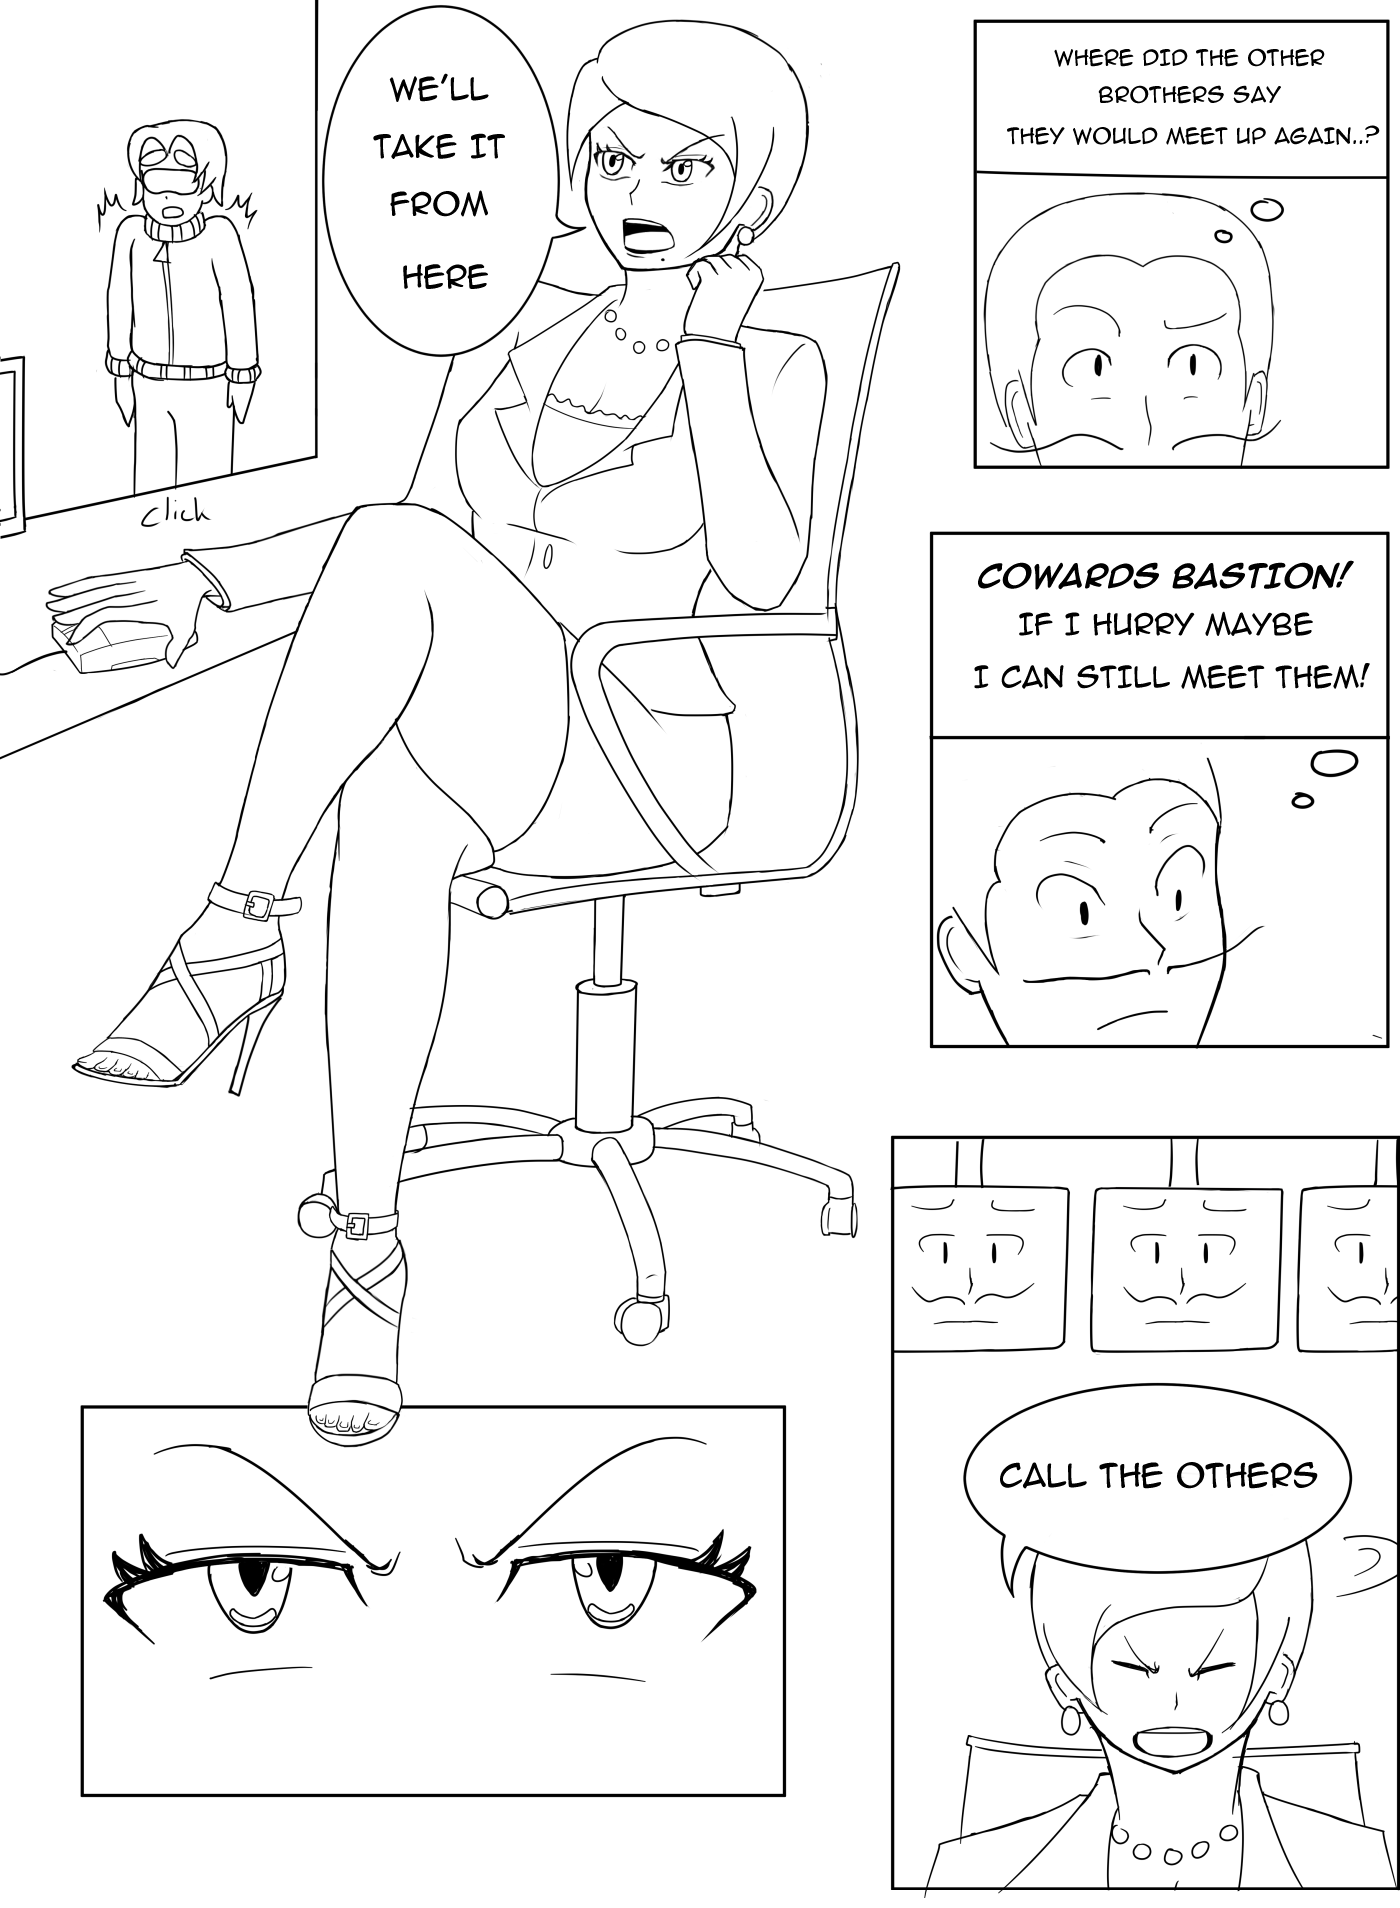 WE'LL
TAKE IT
FROM
HERE
click
WHERE DID THE OTHER
BROTHERS SAY
THEY WOULD MEET UP AGAIN..?
COWARDS BASTION!
IF I HURRY MAYBE
I CAN STILL MEET THEM!
CALL THE OTHERS